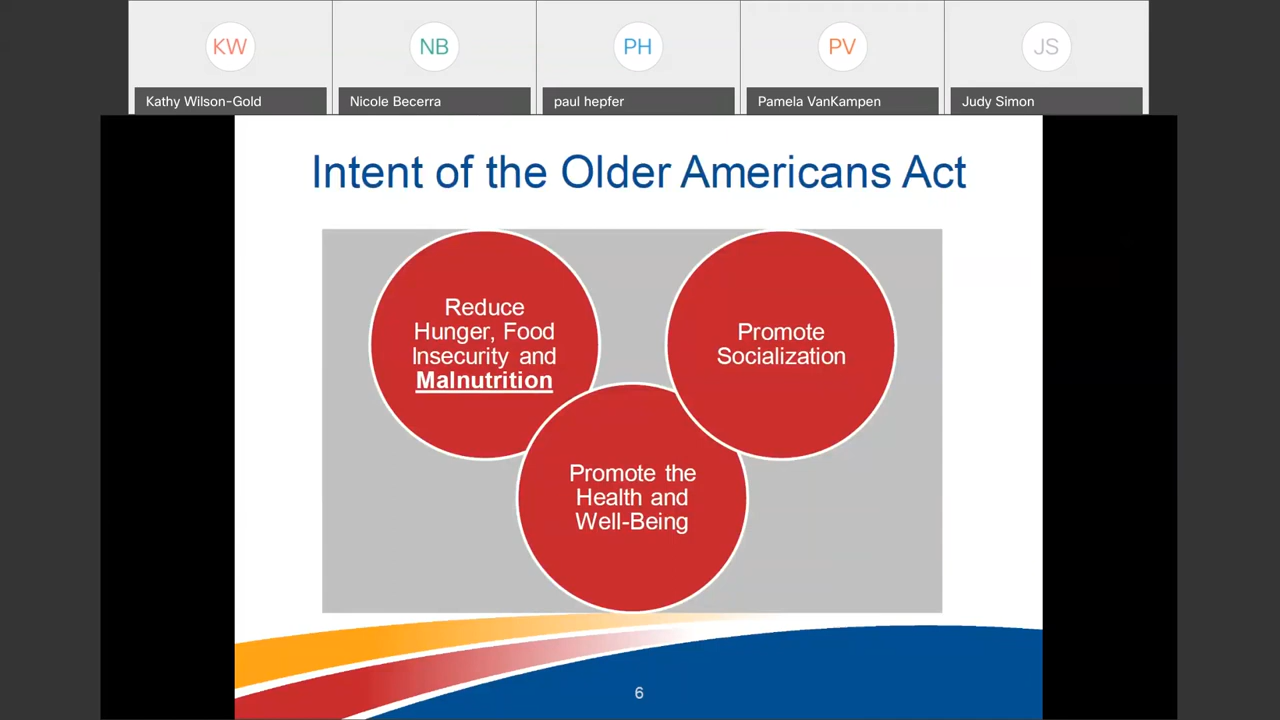 KW
NB
PH
PV
JS
Kathy Wilson-Gold
Nicole Becerra
paul hepfer
Pamela VanKampen
Judy Simon
Intent of the Older Americans Act
Reduce
Hunger, Food
Insecurity and
Malnutrition
Promote
Socialization
Promote the
Health and
Well-Being
6